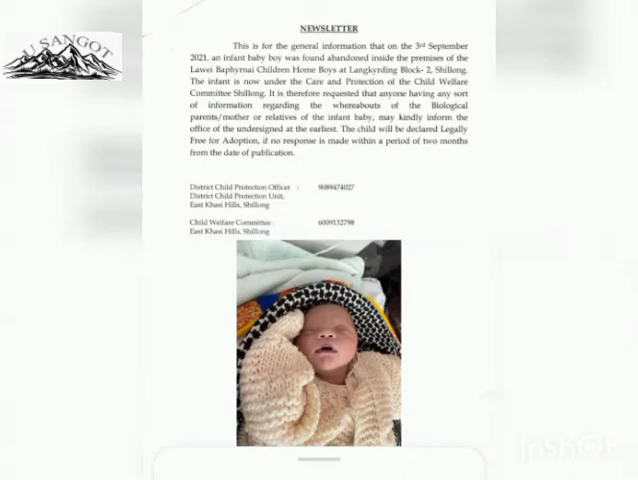 U SANGOT
NEWSLETTER
This is for the general information that on the 3rd September
2021, an infant baby boy was found abandoned inside the premises of the
Lawei Baphyrnai Children Home Boys at Langkyrding Block- 2, Shillong.
The infant is now under the Care and Protection of the Child Welfare
Committee Shillong. It is therefore requested that anyone having any sort
of information regarding the whereabouts of the Biological
parents/mother or relatives of the infant baby, may kindly inform the
office of the undersigned at the earliest. The child will be declared Legally
Free for Adoption, if no response is made within a period of two months
from the date of publication.
District Child Protection Officer : 9089474027
District Child Protection Unit,
East Khasi Hills, Shillong
Child Welfare Committee : 6009132798
East Khasi Hills, Shillong
InShOt